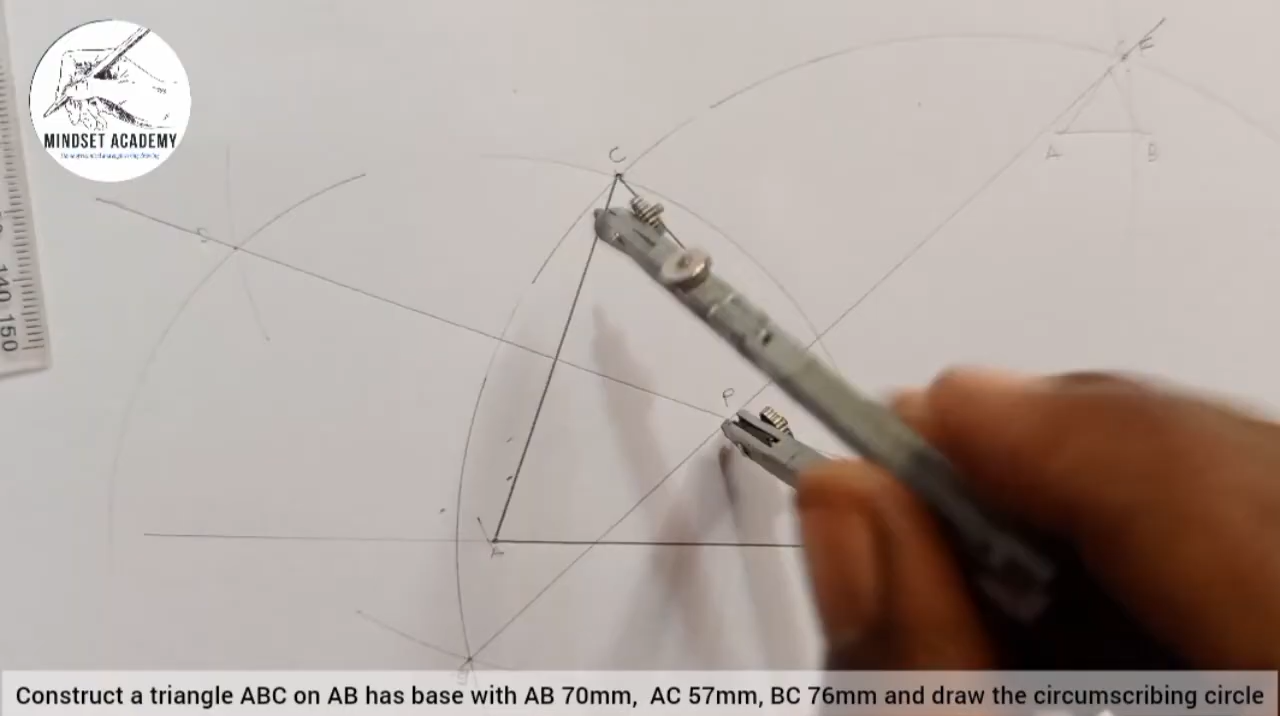 MINDSET ACADEMY
C
E
A B
P
A
140 150
Construct a triangle ABC on AB has base with AB 70mm, AC 57mm, BC 76mm and draw the circumscribing circle